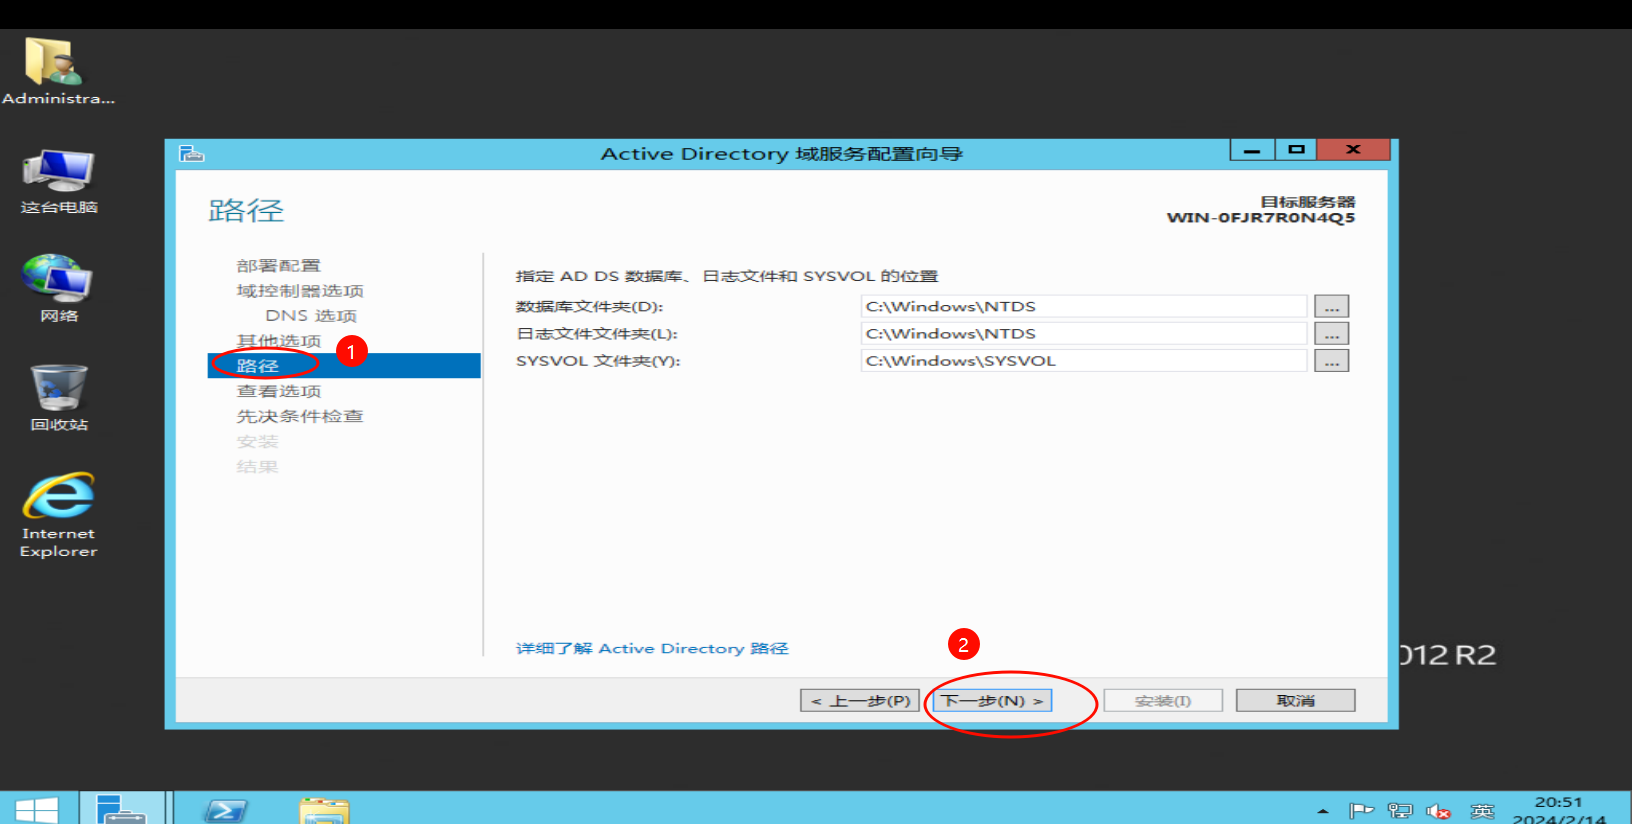 Administra...
这台电脑
网络
回收站
Internet
Explorer
Active Directory 域服务配置向导
路径
目标服务器
WIN-0FJR7R0N4Q5
部署配置
域控制器选项
DNS 选项
其他选项
1
路径
查看选项
先决条件检查
安装
结果
指定 AD DS 数据库、日志文件和 SYSVOL 的位置
数据库文件夹(D): C:\Windows\NTDS ...
日志文件文件夹(L): C:\Windows\NTDS ...
SYSVOL 文件夹(Y): C:\Windows\SYSVOL ...
详细了解 Active Directory 路径
2
< 上一步(P) 下一步(N) > 安装(I) 取消
012 R2
英
20:51
2024/2/14